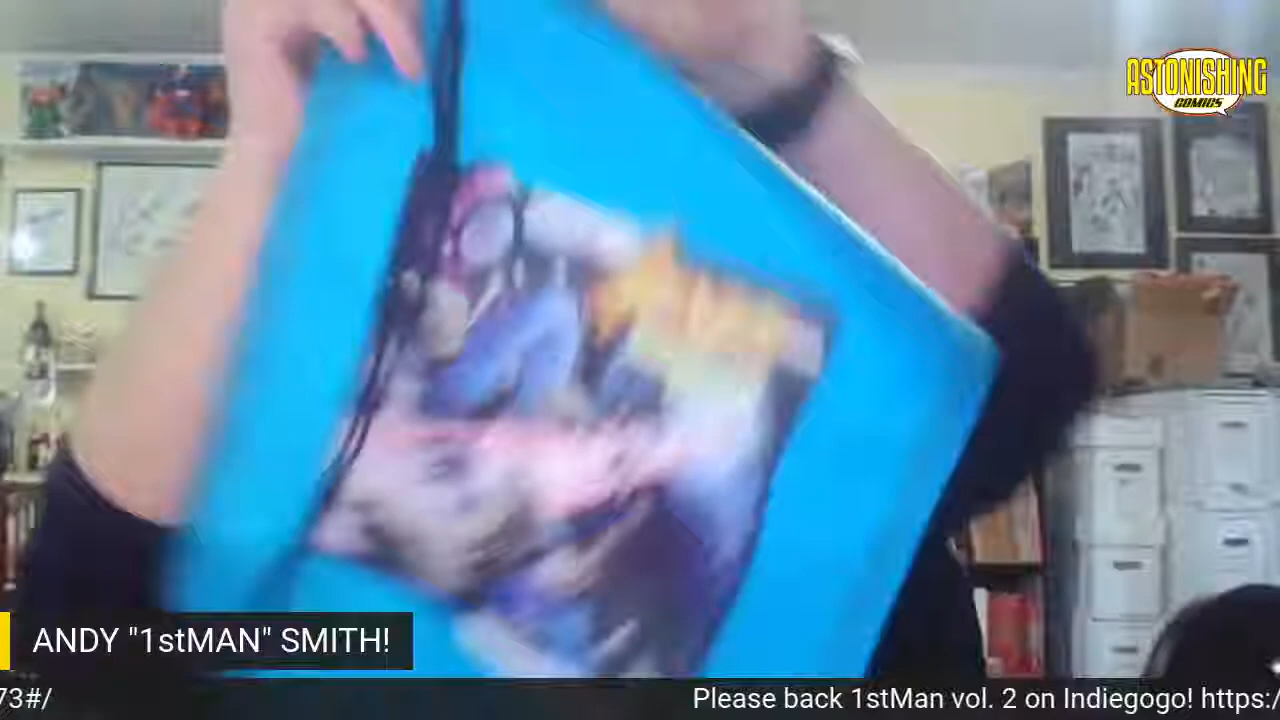 ASTONISHING
COMICS
ANDY "1stMAN" SMITH!
73#/ Please back 1stMan vol. 2 on Indiegogo! https:/